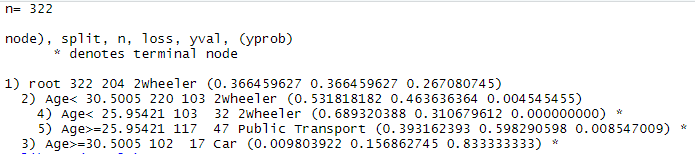 n= 322
node), split, n, loss, yval, (yprob)
* denotes terminal node
1) root 322 204 2Wheeler (0.366459627 0.366459627 0.267080745)
2) Age< 30.5005 220 103 2Wheeler (0.531818182 0.463636364 0.004545455)
4) Age< 25.95421 103 32 2Wheeler (0.689320388 0.310679612 0.000000000) *
5) Age>=25.95421 117 47 Public Transport (0.393162393 0.598290598 0.008547009) *
3) Age>=30.5005 102 17 Car (0.009803922 0.156862745 0.833333333) *